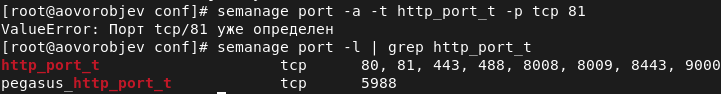 [root@aovorobjev conf]# semanage port -a -t http_port_t -p tcp 81
ValueError: Порт tcp/81 уже определен
[root@aovorobjev conf]# semanage port -l | grep http_port_t
http_port_t tcp 80, 81, 443, 488, 8008, 8009, 8443, 9000
pegasus_http_port_t tcp 5988